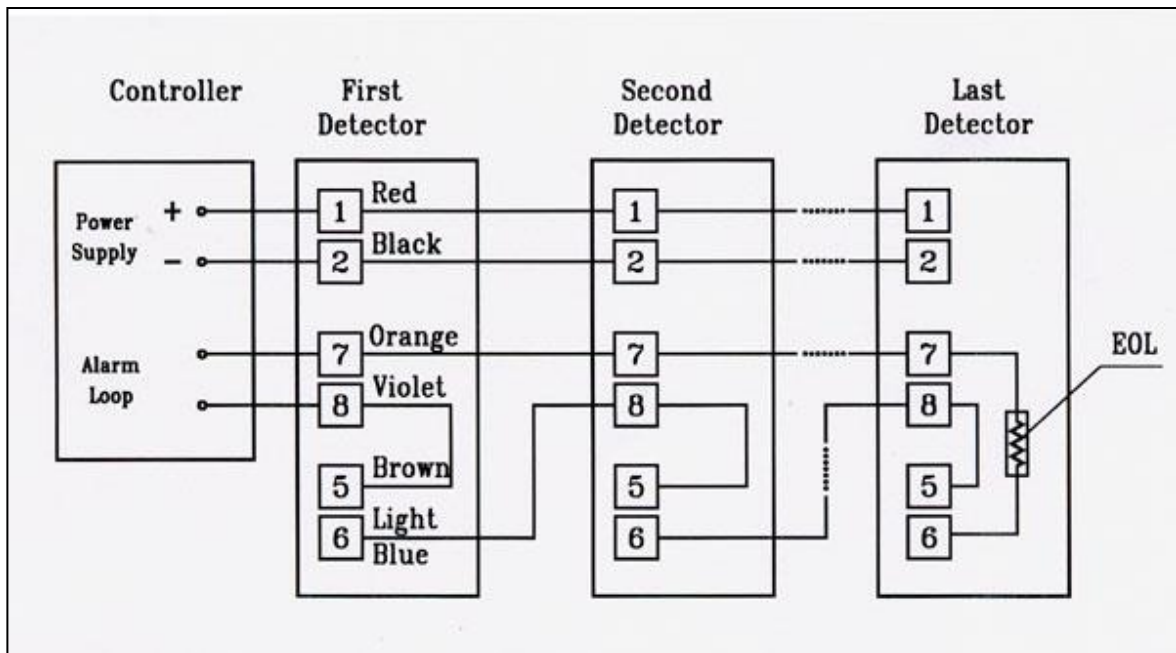 Controller
First
Detector
Second
Detector
Last
Detector
Power
Supply
+
−
Alarm
Loop
1 Red
2 Black
7 Orange
8 Violet
5 Brown
6 Light
Blue
1
2
7
8
5
6
1
2
7
8
5
6
EOL